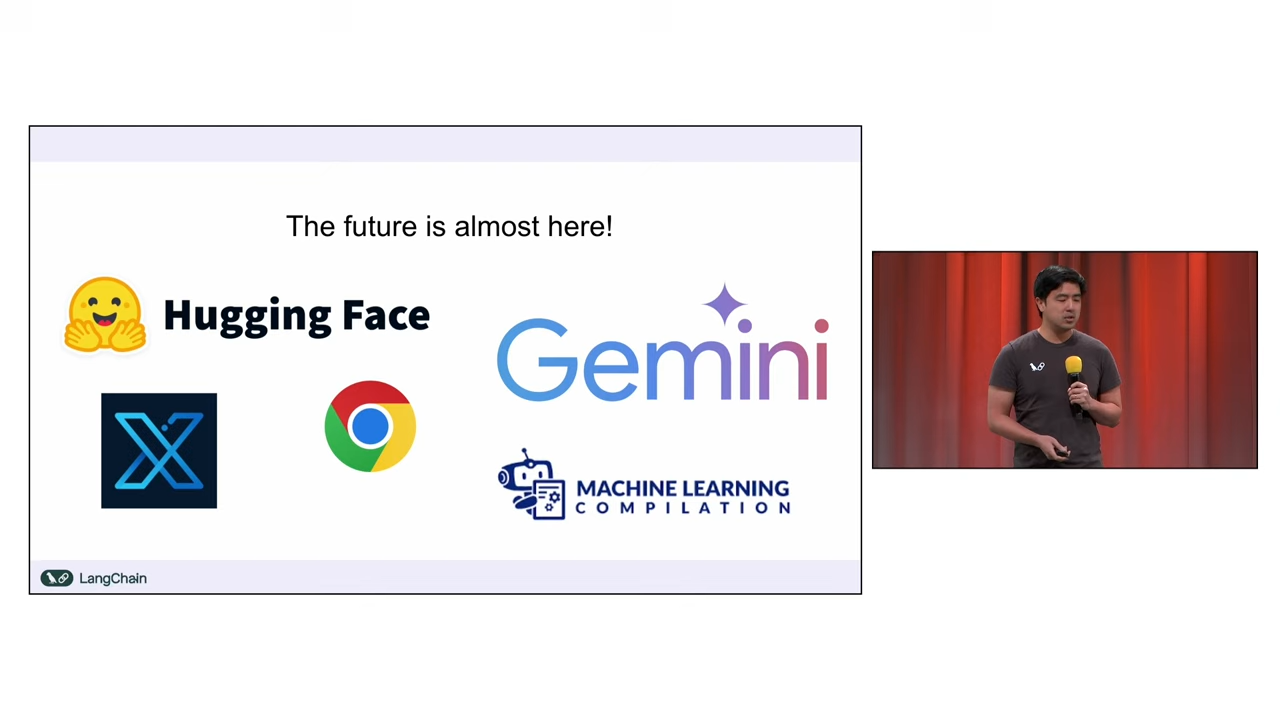 The future is almost here!
Hugging Face
Gemini
MACHINE LEARNING
COMPILATION
LangChain